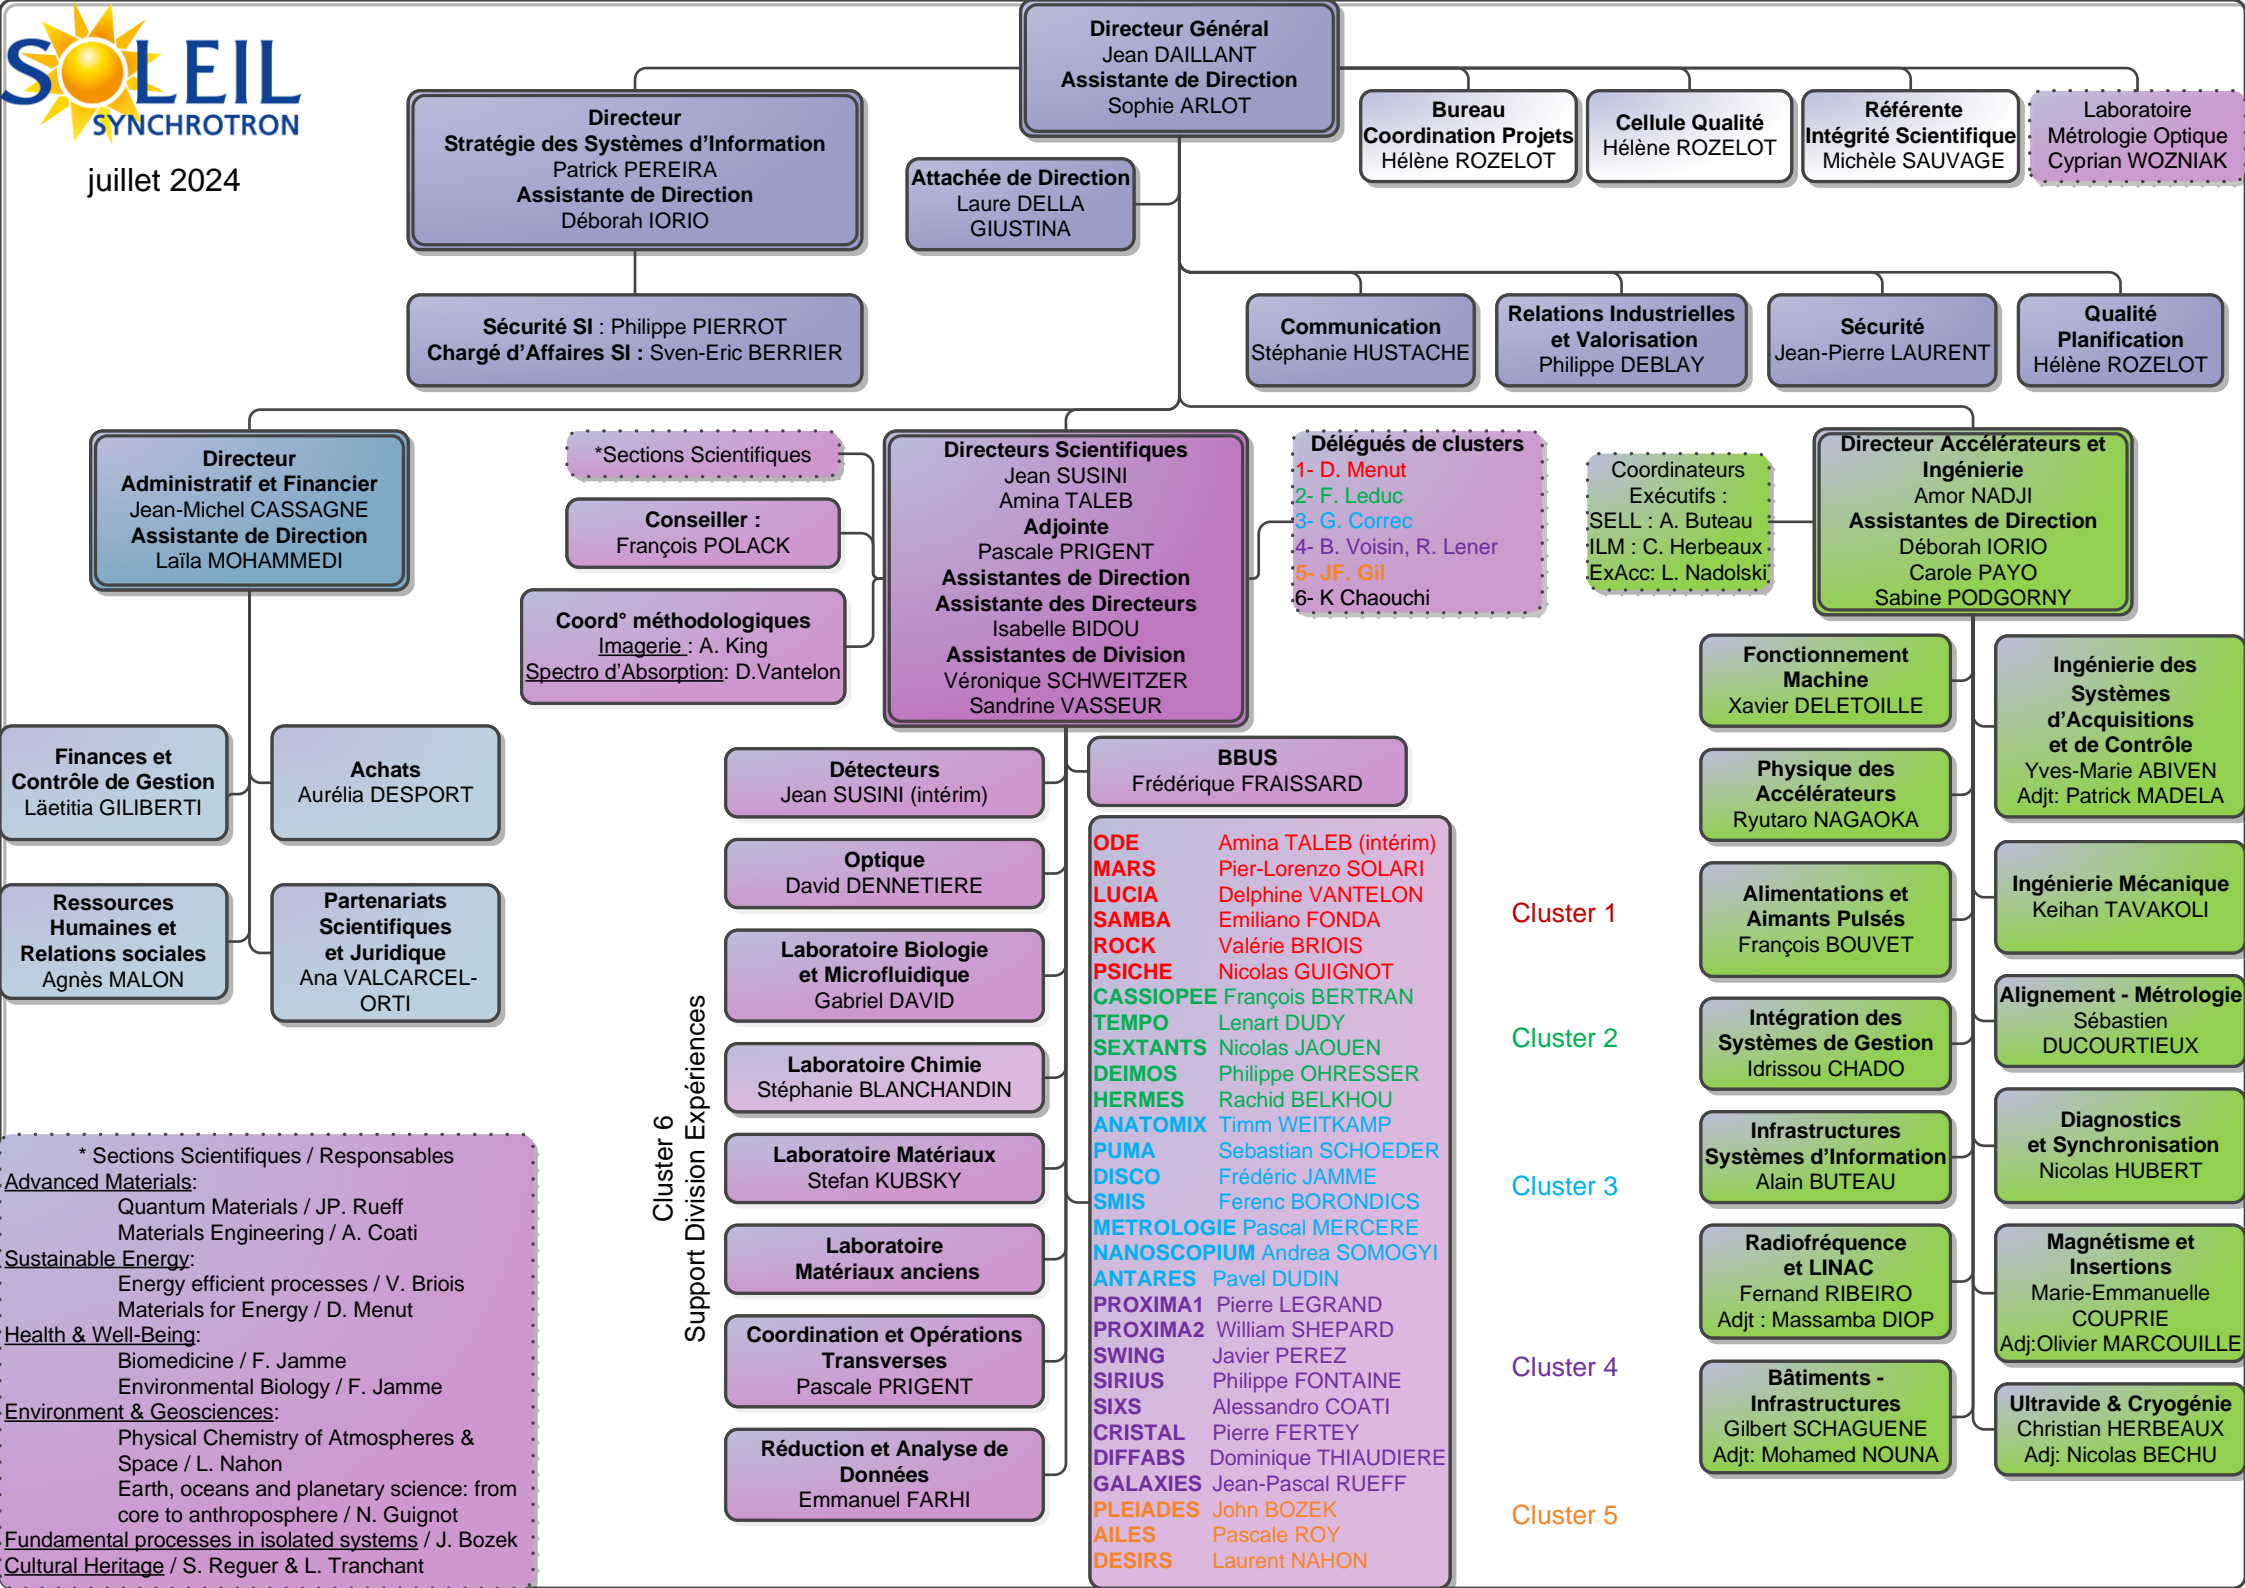 SOLEIL
SYNCHROTRON
juillet 2024
Directeur Général
Jean DAILLANT
Assistante de Direction
Sophie ARLOT
Directeur
Stratégie des Systèmes d'Information
Patrick PEREIRA
Assistante de Direction
Déborah IORIO
Attachée de Direction
Laure DELLA
GIUSTINA
Bureau
Coordination Projets
Hélène ROZELOT
Cellule Qualité
Hélène ROZELOT
Référente
Intégrité Scientifique
Michèle SAUVAGE
Laboratoire
Métrologie Optique
Cyprian WOZNIAK
Sécurité SI : Philippe PIERROT
Chargé d'Affaires SI : Sven-Eric BERRIER
Communication
Stéphanie HUSTACHE
Relations Industrielles
et Valorisation
Philippe DEBLAY
Sécurité
Jean-Pierre LAURENT
Qualité
Planification
Hélène ROZELOT
Directeur
Administratif et Financier
Jean-Michel CASSAGNE
Assistante de Direction
Laïla MOHAMMEDI
*Sections Scientifiques
Conseiller :
François POLACK
Coord° méthodologiques
Imagerie : A. King
Spectro d'Absorption: D.Vantelon
Directeurs Scientifiques
Jean SUSINI
Amina TALEB
Adjointe
Pascale PRIGENT
Assistantes de Direction
Assistante des Directeurs
Isabelle BIDOU
Assistantes de Division
Véronique SCHWEITZER
Sandrine VASSEUR
Délégués de clusters
1- D. Menut
2- F. Leduc
3- G. Correc
4- B. Voisin, R. Lener
5- JF. Gil
6- K Chaouchi
Coordinateurs
Exécutifs :
SELL : A. Buteau
ILM : C. Herbeaux
ExAcc: L. Nadolski
Directeur Accélérateurs et
Ingénierie
Amor NADJI
Assistantes de Direction
Déborah IORIO
Carole PAYO
Sabine PODGORNY
Finances et
Contrôle de Gestion
Läetitia GILIBERTI
Achats
Aurélia DESPORT
Ressources
Humaines et
Relations sociales
Agnès MALON
Partenariats
Scientifiques
et Juridique
Ana VALCARCEL-
ORTI
* Sections Scientifiques / Responsables
Advanced Materials:
Quantum Materials / JP. Rueff
Materials Engineering / A. Coati
Sustainable Energy:
Energy efficient processes / V. Briois
Materials for Energy / D. Menut
Health & Well-Being:
Biomedicine / F. Jamme
Environmental Biology / F. Jamme
Environment & Geosciences:
Physical Chemistry of Atmospheres &
Space / L. Nahon
Earth, oceans and planetary science: from
core to anthroposphere / N. Guignot
Fundamental processes in isolated systems / J. Bozek
Cultural Heritage / S. Reguer & L. Tranchant
Cluster 6
Support Division Expériences
Détecteurs
Jean SUSINI (intérim)
Optique
David DENNETIERE
Laboratoire Biologie
et Microfluidique
Gabriel DAVID
Laboratoire Chimie
Stéphanie BLANCHANDIN
Laboratoire Matériaux
Stefan KUBSKY
Laboratoire
Matériaux anciens
Coordination et Opérations
Transverses
Pascale PRIGENT
Réduction et Analyse de
Données
Emmanuel FARHI
BBUS
Frédérique FRAISSARD
ODE Amina TALEB (intérim)
MARS Pier-Lorenzo SOLARI
LUCIA Delphine VANTELON
SAMBA Emiliano FONDA
ROCK Valérie BRIOIS
PSICHE Nicolas GUIGNOT
CASSIOPEE François BERTRAN
TEMPO Lenart DUDY
SEXTANTS Nicolas JAOUEN
DEIMOS Philippe OHRESSER
HERMES Rachid BELKHOU
ANATOMIX Timm WEITKAMP
PUMA Sebastian SCHOEDER
DISCO Frédéric JAMME
SMIS Ferenc BORONDICS
METROLOGIE Pascal MERCERE
NANOSCOPIUM Andrea SOMOGYI
ANTARES Pavel DUDIN
PROXIMA1 Pierre LEGRAND
PROXIMA2 William SHEPARD
SWING Javier PEREZ
SIRIUS Philippe FONTAINE
SIXS Alessandro COATI
CRISTAL Pierre FERTEY
DIFFABS Dominique THIAUDIERE
GALAXIES Jean-Pascal RUEFF
PLEIADES John BOZEK
AILES Pascale ROY
DESIRS Laurent NAHON
Cluster 1
Cluster 2
Cluster 3
Cluster 4
Cluster 5
Fonctionnement
Machine
Xavier DELETOILLE
Physique des
Accélérateurs
Ryutaro NAGAOKA
Alimentations et
Aimants Pulsés
François BOUVET
Intégration des
Systèmes de Gestion
Idrissou CHADO
Infrastructures
Systèmes d'Information
Alain BUTEAU
Radiofréquence
et LINAC
Fernand RIBEIRO
Adjt : Massamba DIOP
Bâtiments -
Infrastructures
Gilbert SCHAGUENE
Adjt: Mohamed NOUNA
Ingénierie des
Systèmes
d'Acquisitions
et de Contrôle
Yves-Marie ABIVEN
Adjt: Patrick MADELA
Ingénierie Mécanique
Keihan TAVAKOLI
Alignement - Métrologie
Sébastien
DUCOURTIEUX
Diagnostics
et Synchronisation
Nicolas HUBERT
Magnétisme et
Insertions
Marie-Emmanuelle
COUPRIE
Adj:Olivier MARCOUILLE
Ultravide & Cryogénie
Christian HERBEAUX
Adj: Nicolas BECHU